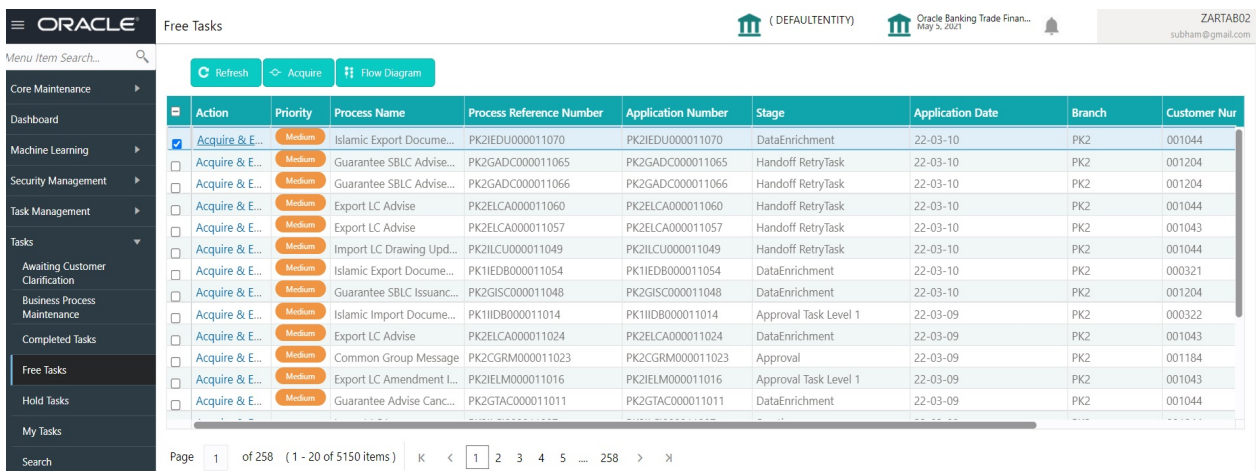 ORACLE
Free Tasks
( DEFAULTENTITY)
Oracle Banking Trade Finan...
May 5, 2021
ZARTAB02
subham@gmail.com
Menu Item Search...
Core Maintenance
Dashboard
Machine Learning
Security Management
Task Management
Tasks
Awaiting Customer
Clarification
Business Process
Maintenance
Completed Tasks
Free Tasks
Hold Tasks
My Tasks
Search
Refresh Acquire Flow Diagram
Action Priority Process Name Process Reference Number Application Number Stage Application Date Branch Customer Nur
Acquire & E... Medium Islamic Export Docume... PK2IEDU000011070 PK2IEDU000011070 DataEnrichment 22-03-10 PK2 001044
Acquire & E... Medium Guarantee SBLC Advise... PK2GADC000011065 PK2GADC000011065 Handoff RetryTask 22-03-10 PK2 001204
Acquire & E... Medium Guarantee SBLC Advise... PK2GADC000011066 PK2GADC000011066 Handoff RetryTask 22-03-10 PK2 001204
Acquire & E... Medium Export LC Advise PK2ELCA000011060 PK2ELCA000011060 Handoff RetryTask 22-03-10 PK2 001044
Acquire & E... Medium Export LC Advise PK2ELCA000011057 PK2ELCA000011057 Handoff RetryTask 22-03-10 PK2 001043
Acquire & E... Medium Import LC Drawing Upd... PK2ILCU000011049 PK2ILCU000011049 Handoff RetryTask 22-03-10 PK2 001044
Acquire & E... Medium Islamic Export Docume... PK1IEDB000011054 PK1IEDB000011054 DataEnrichment 22-03-10 PK2 000321
Acquire & E... Medium Guarantee SBLC Issuanc... PK2GISC000011048 PK2GISC000011048 DataEnrichment 22-03-10 PK2 001204
Acquire & E... Medium Islamic Import Docume... PK1IIDB000011014 PK1IIDB000011014 Approval Task Level 1 22-03-09 PK2 000322
Acquire & E... Medium Export LC Advise PK2ELCA000011024 PK2ELCA000011024 DataEnrichment 22-03-09 PK2 001043
Acquire & E... Medium Common Group Message PK2CGRM000011023 PK2CGRM000011023 Approval 22-03-09 PK2 001184
Acquire & E... Medium Export LC Amendment I... PK2IELM000011016 PK2IELM000011016 Approval Task Level 1 22-03-09 PK2 001043
Acquire & E... Medium Guarantee Advise Canc... PK2GTAC000011011 PK2GTAC000011011 DataEnrichment 22-03-09 PK2 001044
Page 1 of 258 (1 - 20 of 5150 items) 1 2 3 4 5 .... 258